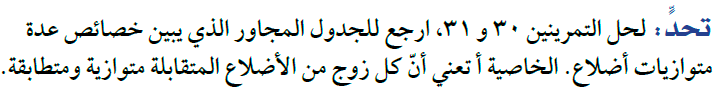 تحدٍّ: لحل التمرينين ٣٠ و ٣١، ارجع للجدول المجاور الذي يبين خصائص عدة
متوازيات أضلاع. الخاصية أ تعني أنّ كل زوج من الأضلاع المتقابلة متوازية ومتطابقة.